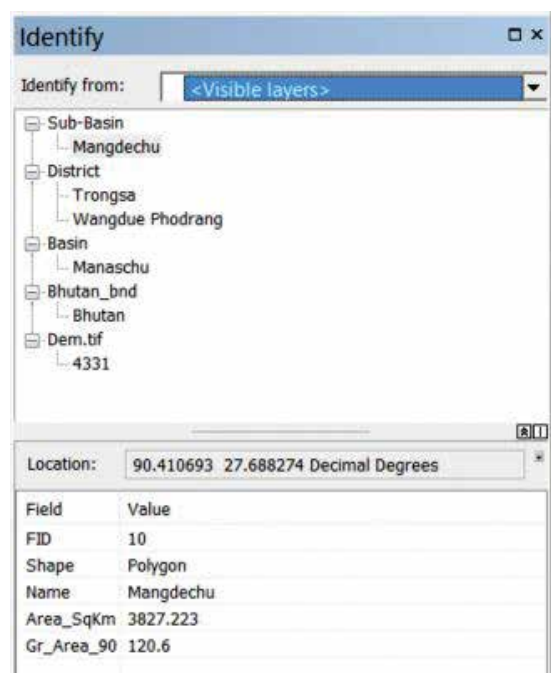 Identify
Identify from: <Visible layers>
Sub-Basin
Mangdechu
District
Trongsa
Wangdue Phodrang
Basin
Manaschu
Bhutan_bnd
Bhutan
Dem.tif
4331
Location: 90.410693 27.688274 Decimal Degrees
Field Value
FID 10
Shape Polygon
Name Mangdechu
Area_SqKm 3827.223
Gr_Area_90 120.6